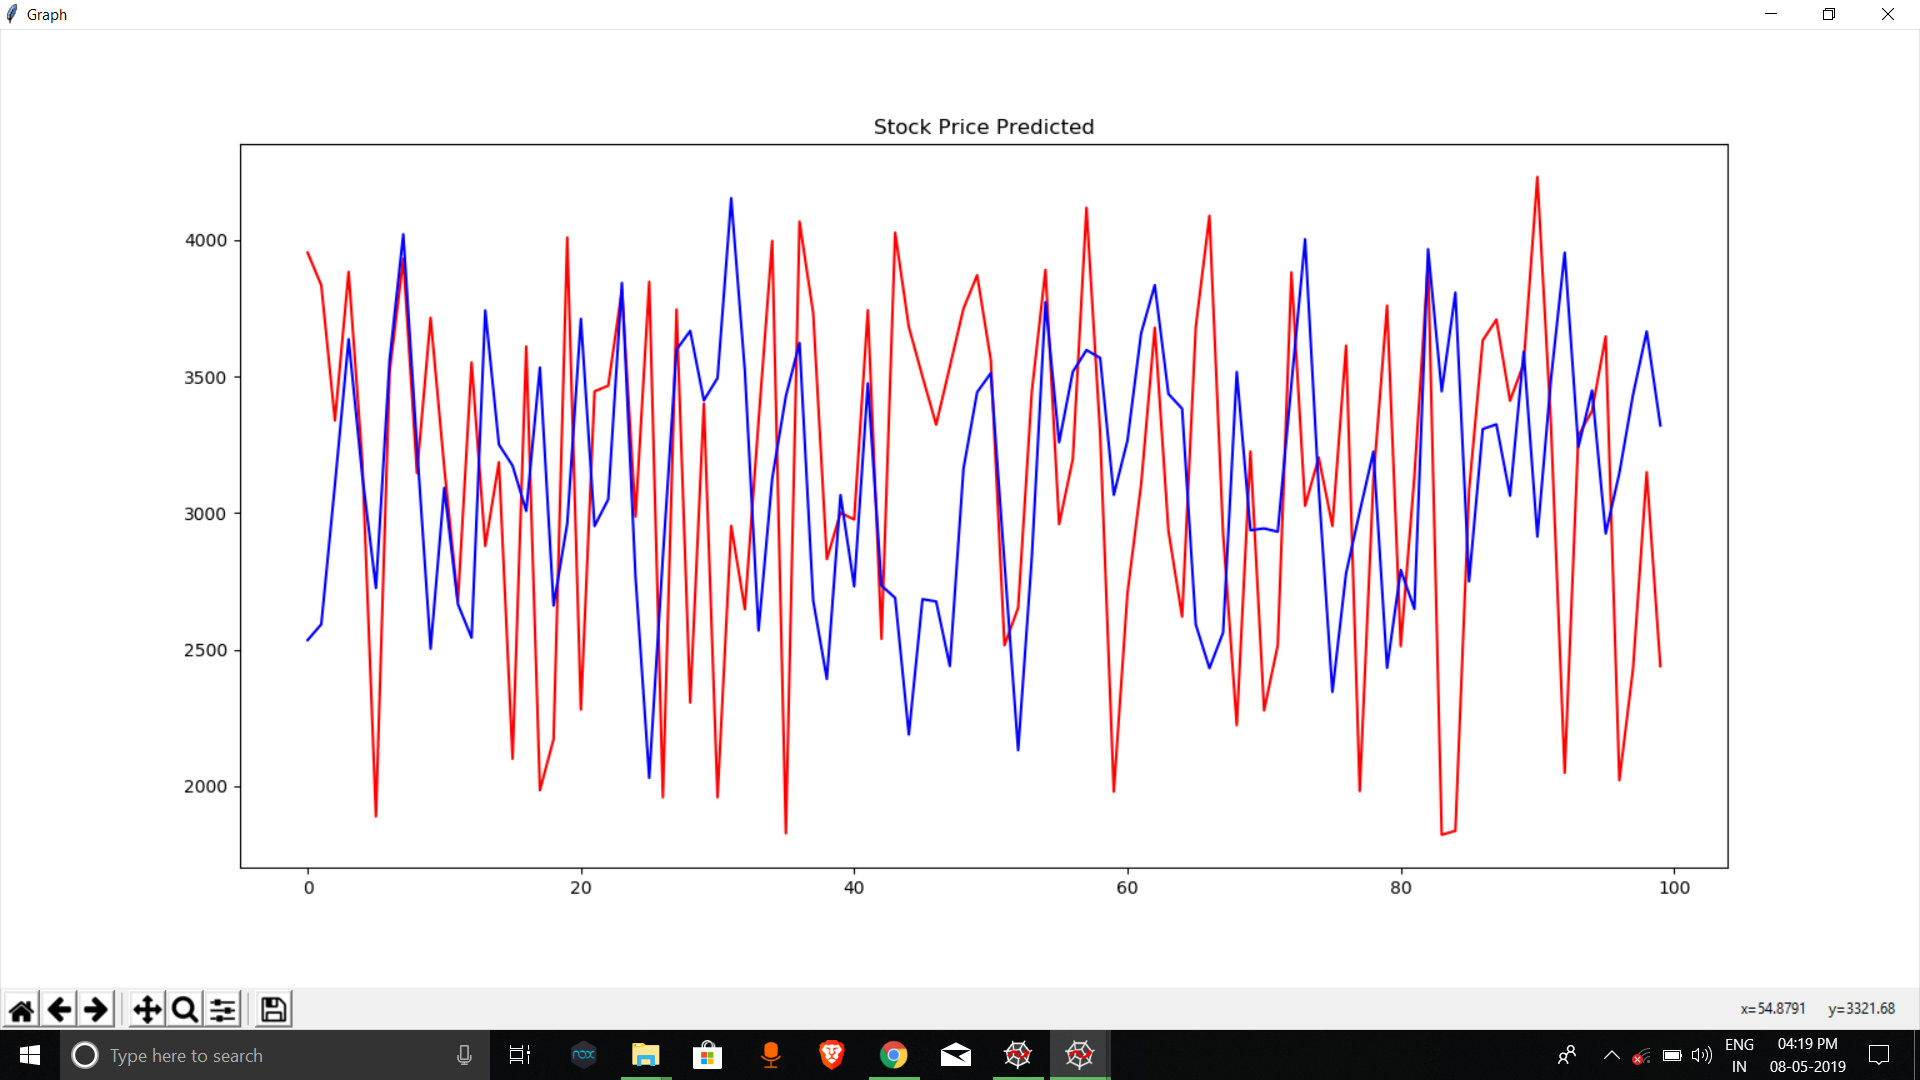 Graph
Stock Price Predicted
4000
3500
3000
2500
2000
0 20 40 60 80 100
x=54.8791 y=3321.68
Type here to search
nox
ENG
IN
04:19 PM
08-05-2019